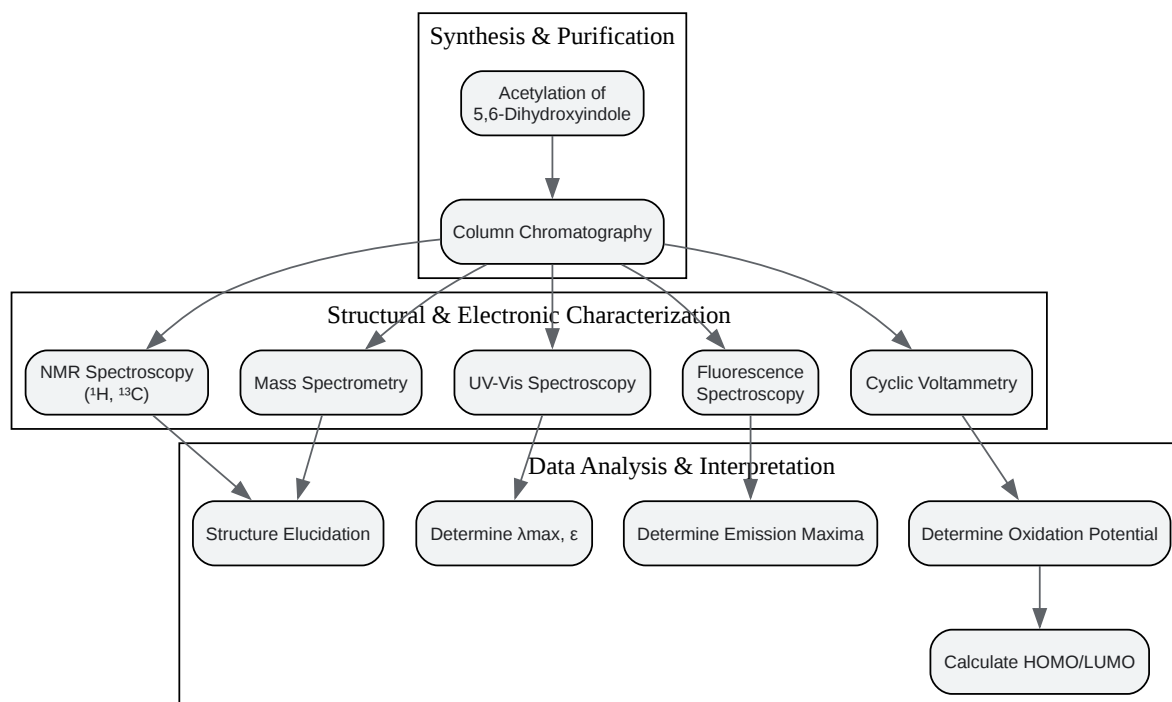 Synthesis & Purification
Acetylation of
5,6-Dihydroxyindole
Column Chromatography
Structural & Electronic Characterization
NMR Spectroscopy
(¹H, ¹³C)
Mass Spectrometry
UV-Vis Spectroscopy
Fluorescence
Spectroscopy
Cyclic Voltammetry
Data Analysis & Interpretation
Structure Elucidation
Determine λmax, ε
Determine Emission Maxima
Determine Oxidation Potential
Calculate HOMO/LUMO